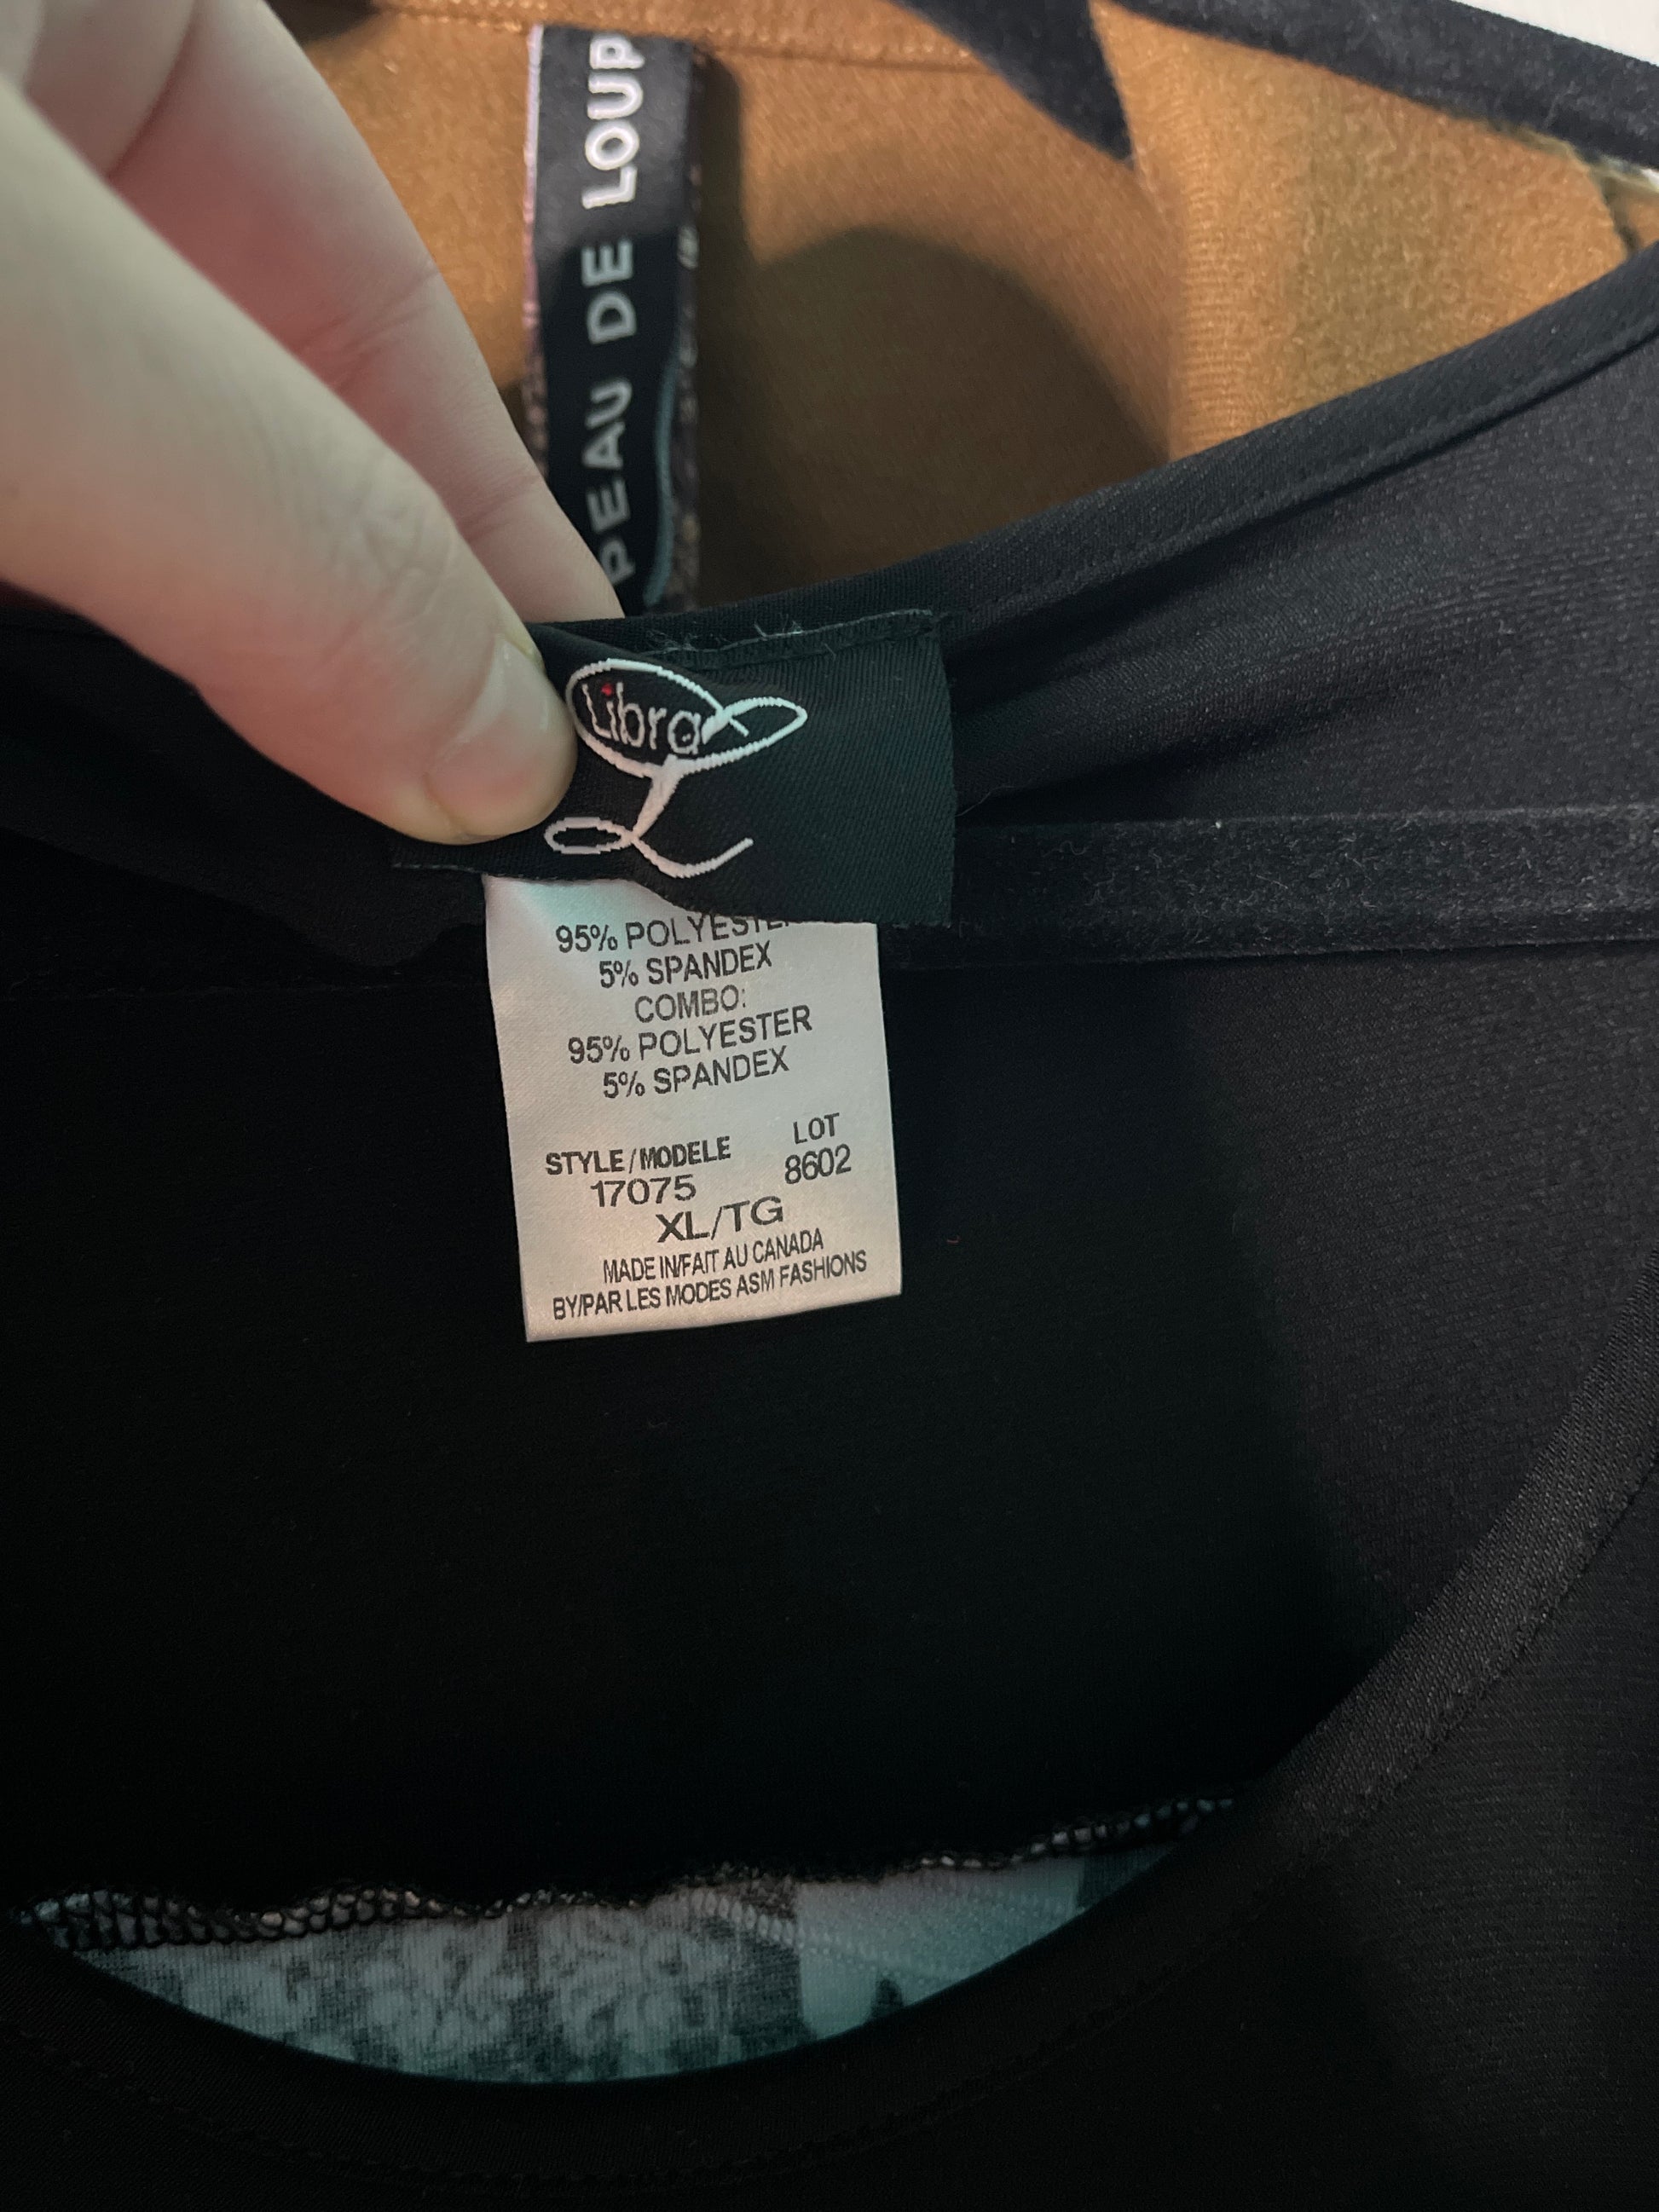 PEAU DE LOUP
Libra
95% POLYESTER
5% SPANDEX
COMBO:
95% POLYESTER
5% SPANDEX
STYLE/MODELE LOT
17075 8602
XL/TG
MADE IN/FAIT AU CANADA
BY/PAR LES MODES ASM FASHIONS